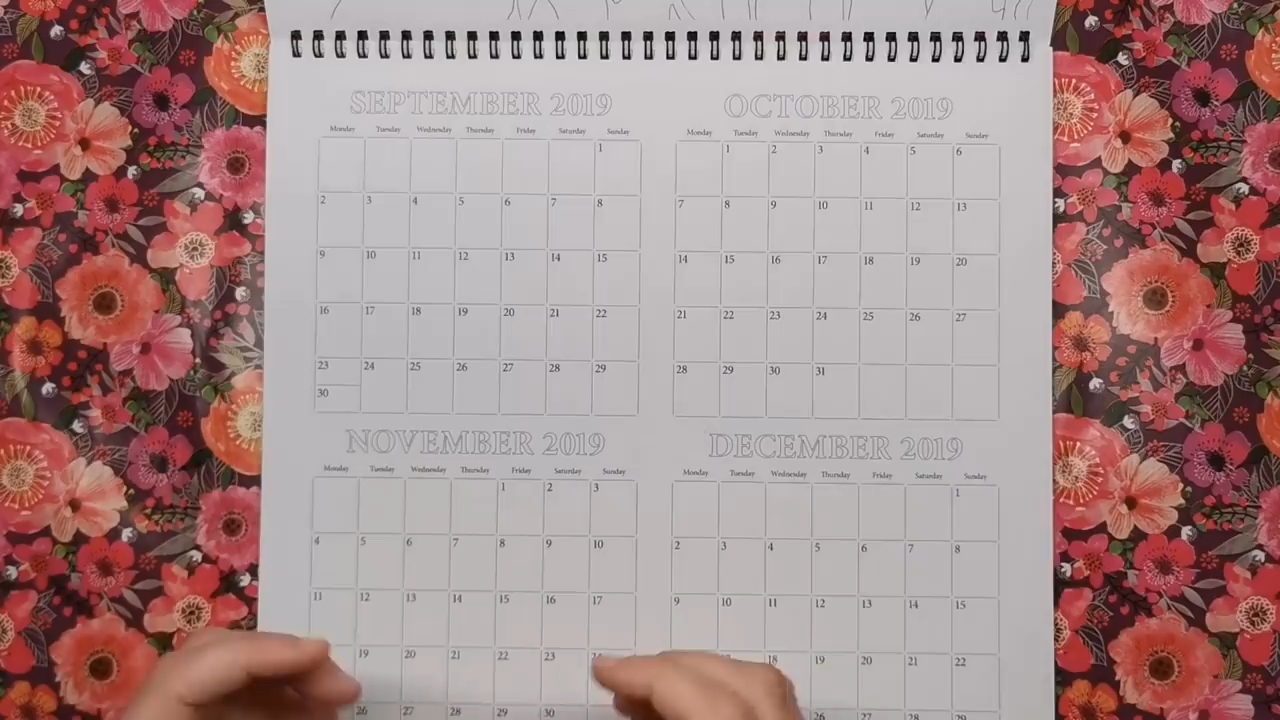 SEPTEMBER 2019
Monday Tuesday Wednesday Thursday Friday Saturday Sunday
1
2 3 4 5 6 7 8
9 10 11 12 13 14 15
16 17 18 19 20 21 22
23 24 25 26 27 28 29
30
OCTOBER 2019
Monday Tuesday Wednesday Thursday Friday Saturday Sunday
1 2 3 4 5 6
7 8 9 10 11 12 13
14 15 16 17 18 19 20
21 22 23 24 25 26 27
28 29 30 31
NOVEMBER 2019
Monday Tuesday Wednesday Thursday Friday Saturday Sunday
1 2 3
4 5 6 7 8 9 10
11 12 13 14 15 16 17
19 20 21 22 23
26 27 28 29 30
DECEMBER 2019
Monday Tuesday Wednesday Thursday Friday Saturday Sunday
1
2 3 4 5 6 7 8
9 10 11 12 13 14 15
18 19 20 21 22
26 27 28 29